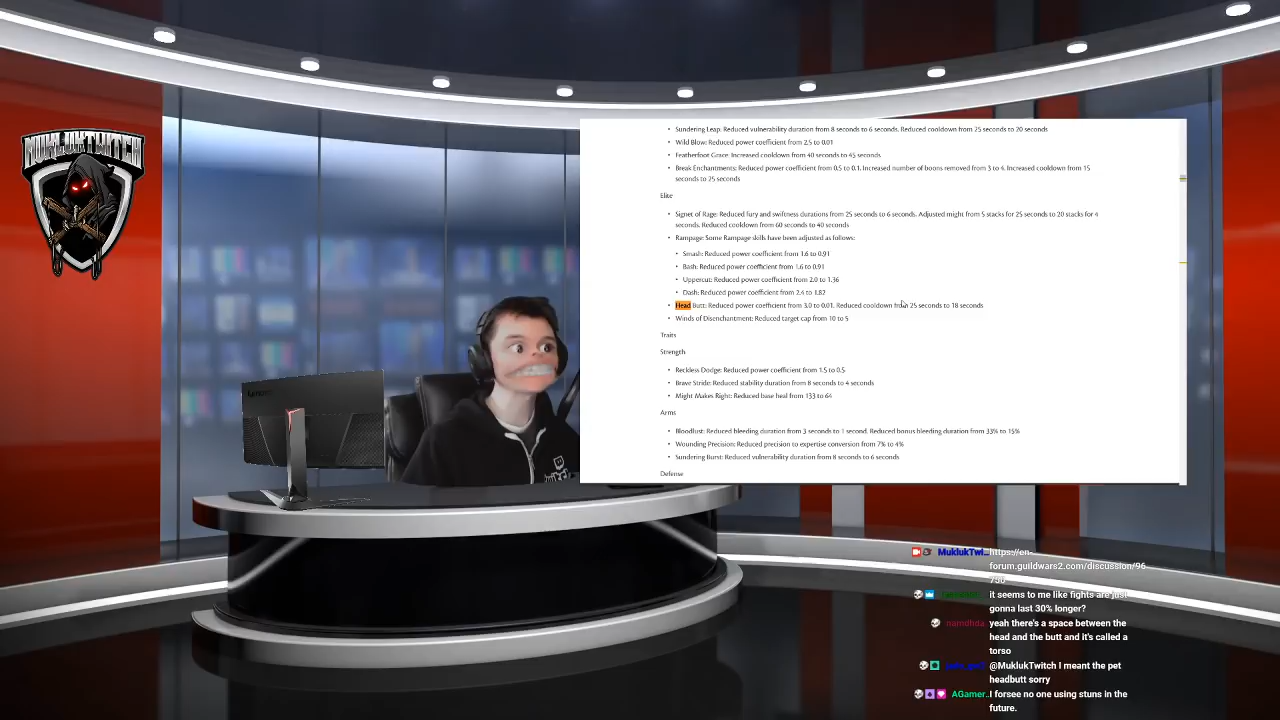 MUKLUKTWITCH
Sundering Leap: Reduced vulnerability duration from 8 seconds to 6 seconds. Reduced cooldown from 25 seconds to 20 seconds
Wild Blow: Reduced power coefficient from 2.5 to 0.01
Featherfoot Grace: Increased cooldown from 40 seconds to 45 seconds
Break Enchantments: Reduced power coefficient from 0.5 to 0.1. Increased number of boons removed from 3 to 4. Increased cooldown from 15
seconds to 25 seconds
Elite
Signet of Rage: Reduced fury and swiftness durations from 25 seconds to 6 seconds. Adjusted might from 5 stacks for 25 seconds to 20 stacks for 4
seconds. Reduced cooldown from 60 seconds to 40 seconds
Rampage: Some Rampage skills have been adjusted as follows:
Smash: Reduced power coefficient from 1.6 to 0.91
Bash: Reduced power coefficient from 1.6 to 0.91
Uppercut: Reduced power coefficient from 2.0 to 1.36
Dash: Reduced power coefficient from 2.4 to 1.82
Head Butt: Reduced power coefficient from 3.0 to 0.01. Reduced cooldown from 25 seconds to 18 seconds
Winds of Disenchantment: Reduced target cap from 10 to 5
Traits
Strength
Reckless Dodge: Reduced power coefficient from 1.5 to 0.5
Brave Stride: Reduced stability duration from 8 seconds to 4 seconds
Might Makes Right: Reduced base heal from 133 to 64
Arms
Bloodlust: Reduced bleeding duration from 3 seconds to 1 second. Reduced bonus bleeding duration from 33% to 15%
Wounding Precision: Reduced precision to expertise conversion from 7% to 4%
Sundering Burst: Reduced vulnerability duration from 8 seconds to 6 seconds
Defense
MuklukTwi.. https://en-
forum.guildwars2.com/discussion/96
750
it seems to me like fights are just
gonna last 30% longer?
namdhda yeah there's a space between the
head and the butt and it's called a
torso
@MuklukTwitch I meant the pet
headbutt sorry
AGamer.. I forsee no one using stuns in the
future.